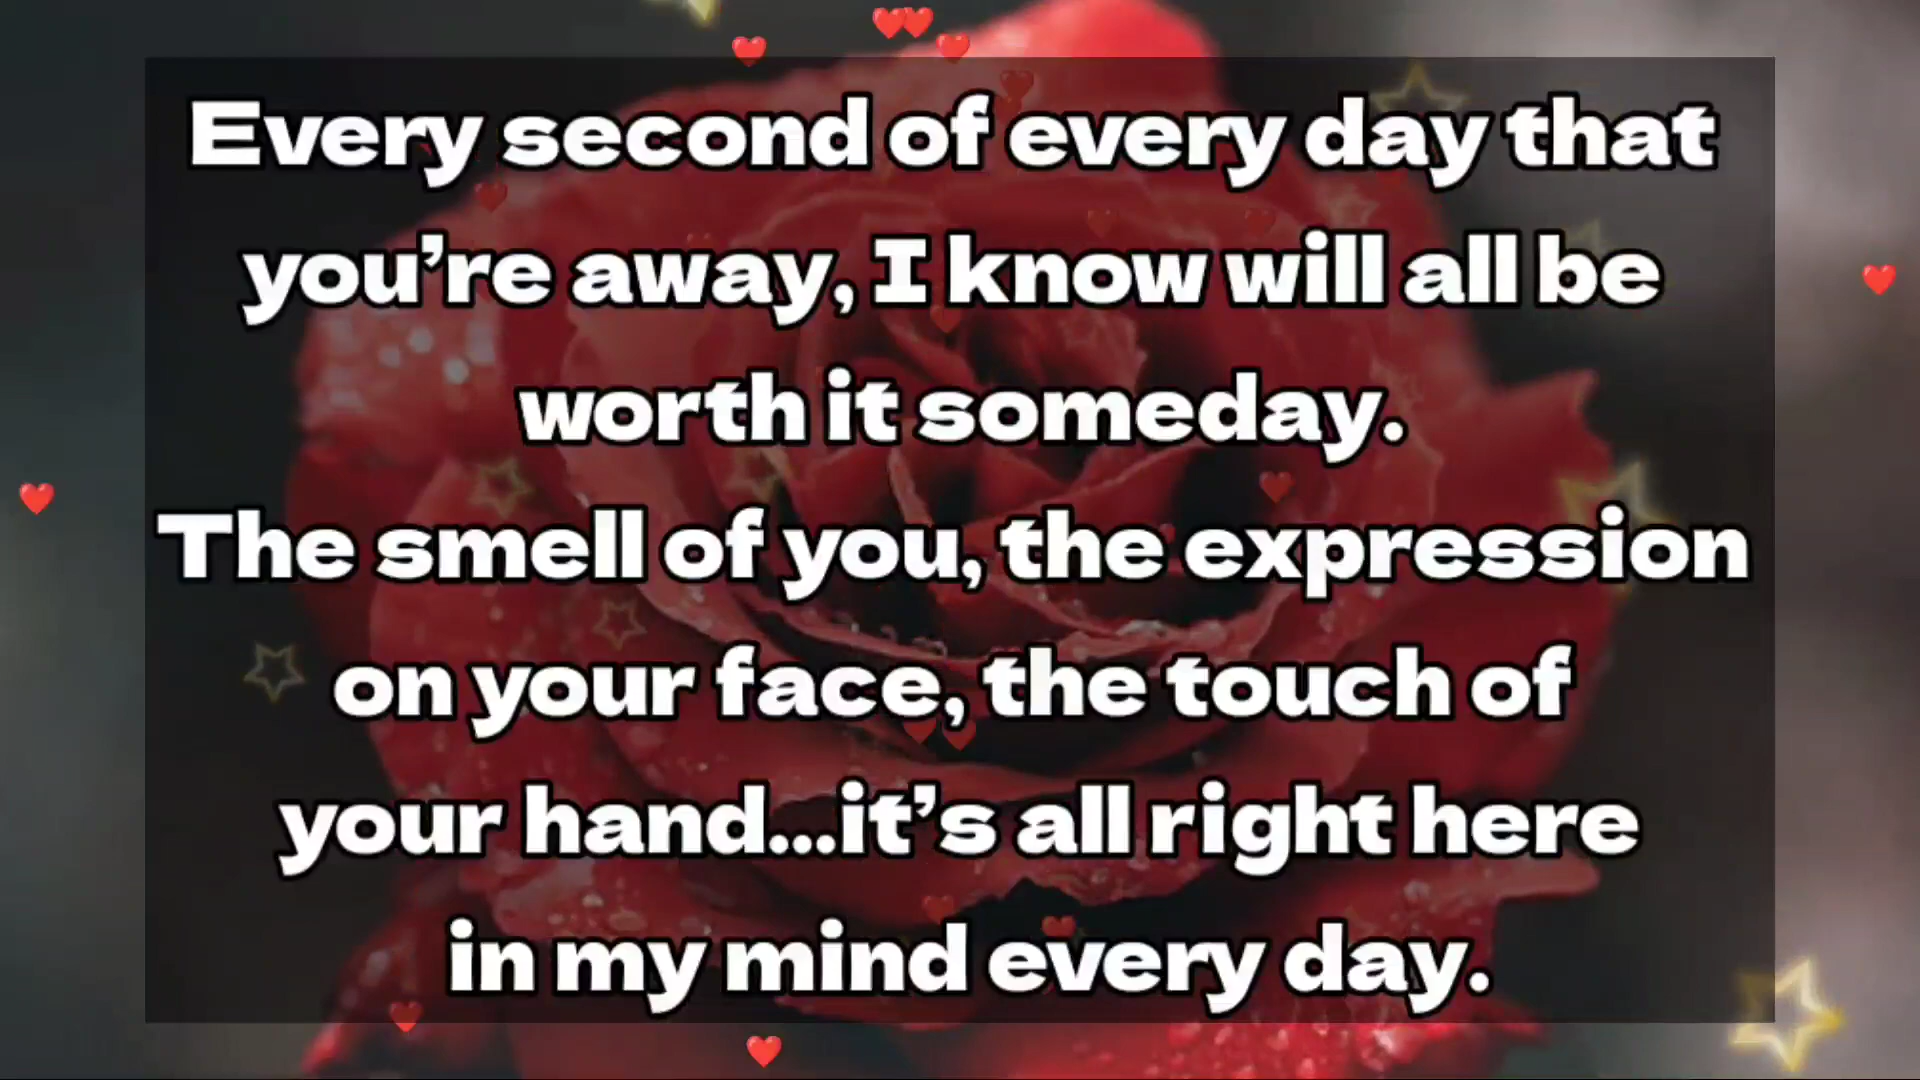 Every second of every day that
you’re away, I know will all be
worth it someday.
The smell of you, the expression
on your face, the touch of
your hand...it’s all right here
in my mind every day.